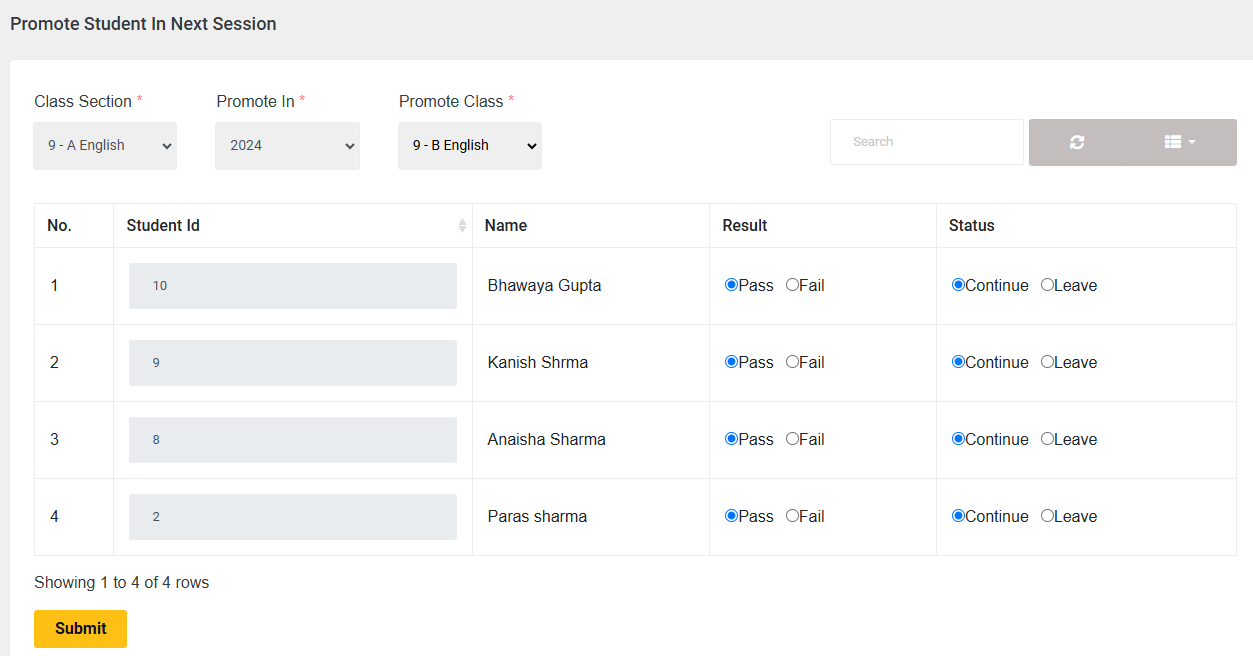 Promote Student In Next Session
Class Section * Promote In * Promote Class *
9 - A English 2024 9 - B English Search
No. Student Id Name Result Status
1 10 Bhawaya Gupta Pass Fail Continue Leave
2 9 Kanish Shrma Pass Fail Continue Leave
3 8 Anaisha Sharma Pass Fail Continue Leave
4 2 Paras sharma Pass Fail Continue Leave
Showing 1 to 4 of 4 rows
Submit